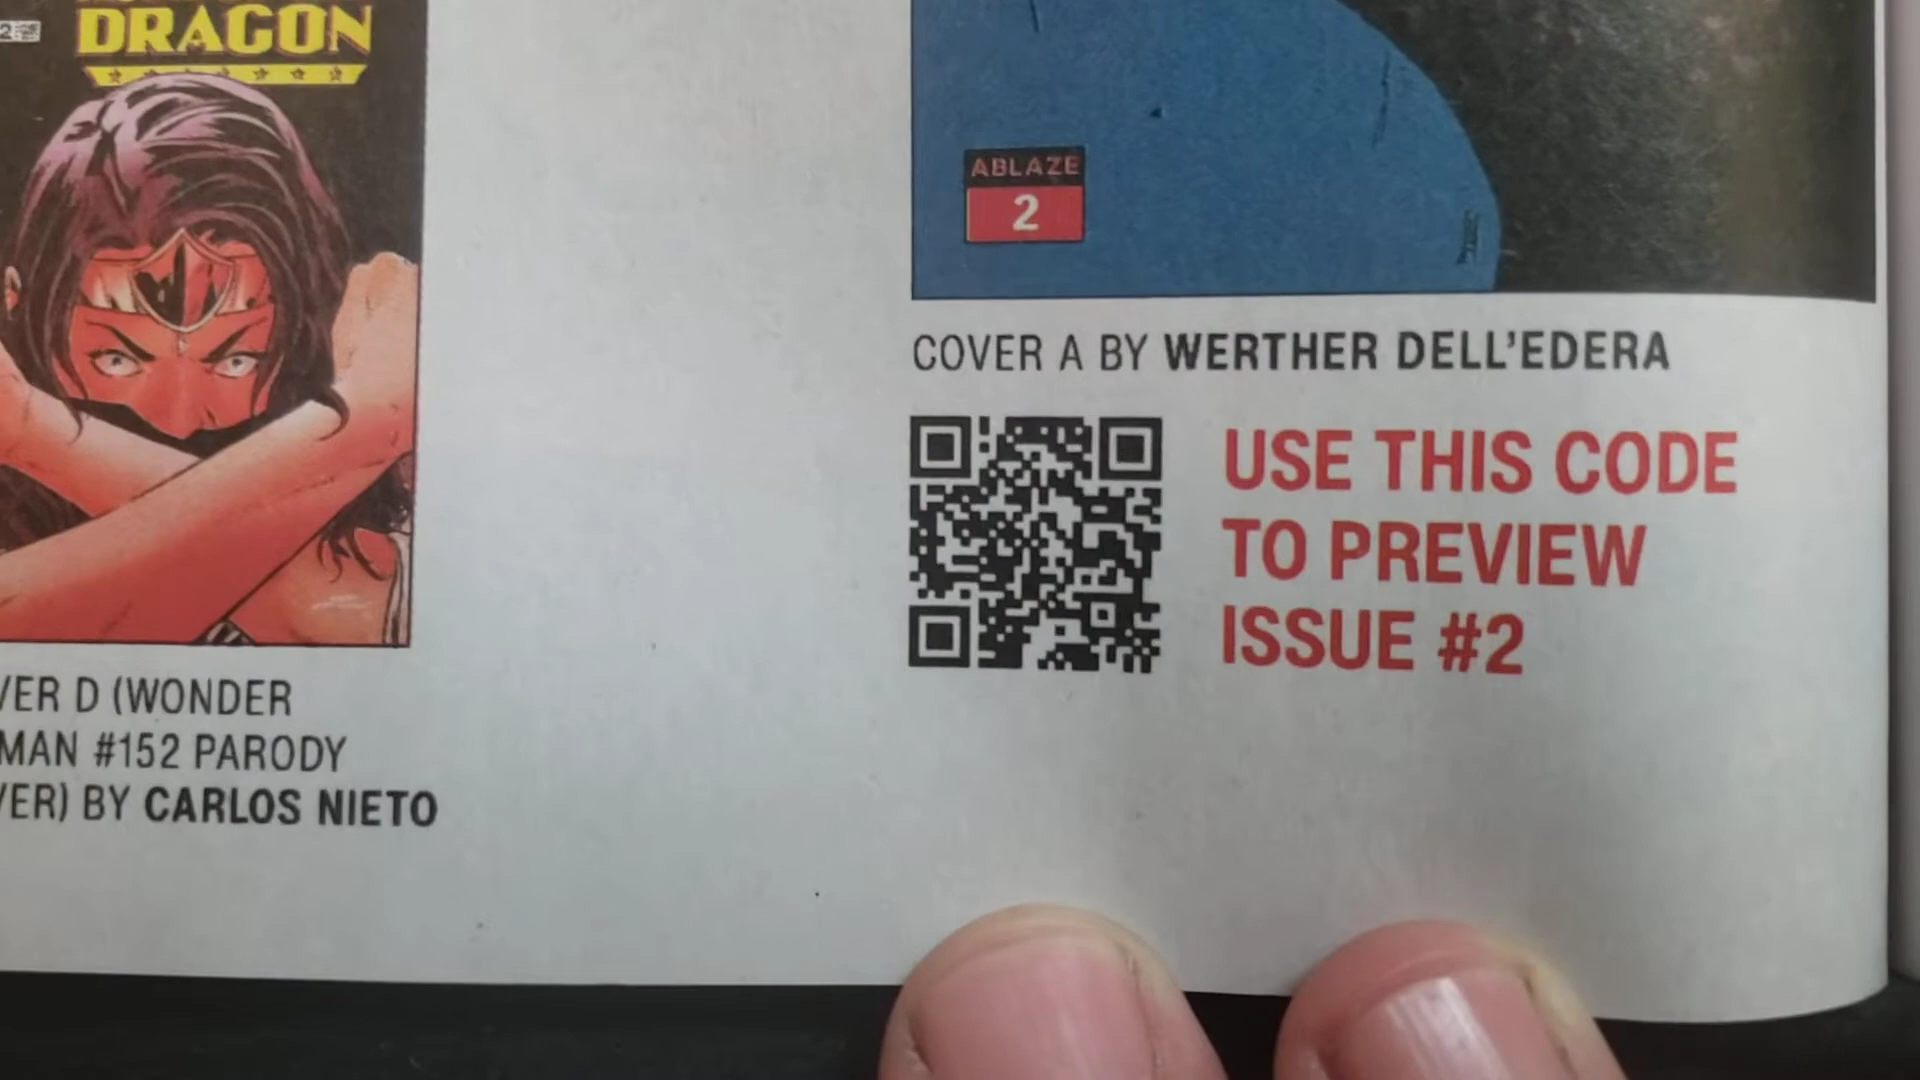 DRAGON
VER D (WONDER
MAN #152 PARODY
VER) BY CARLOS NIETO
ABLAZE
2
COVER A BY WERTHER DELL'EDERA
USE THIS CODE
TO PREVIEW
ISSUE #2